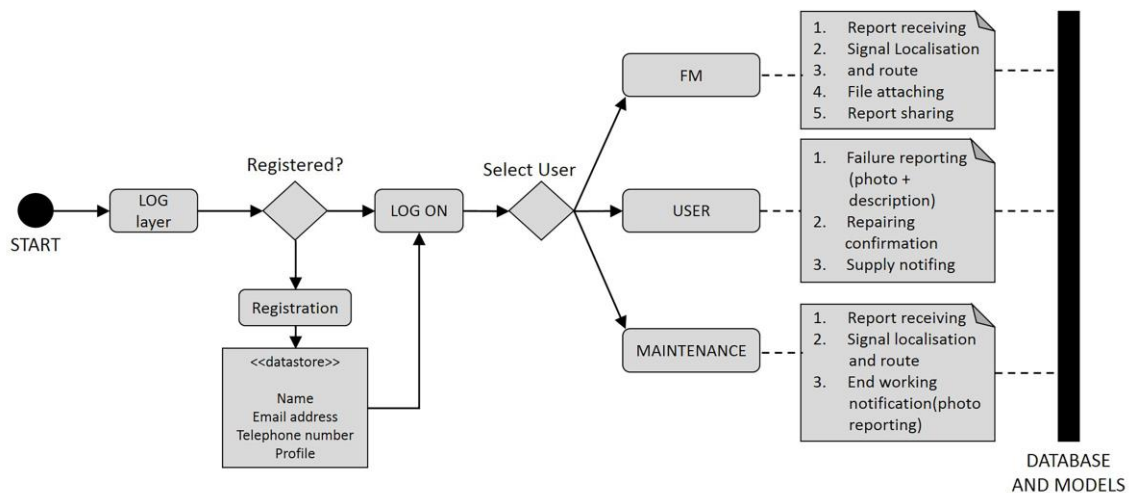 START
LOG
layer
Registered?
Registration
<<datastore>>
Name
Email address
Telephone number
Profile
LOG ON
Select User
FM
1. Report receiving
2. Signal Localisation
3. and route
4. File attaching
5. Report sharing
USER
1. Failure reporting
(photo +
description)
2. Repairing
confirmation
3. Supply notifing
MAINTENANCE
1. Report receiving
2. Signal localisation
and route
3. End working
notification(photo
reporting)
DATABASE
AND MODELS